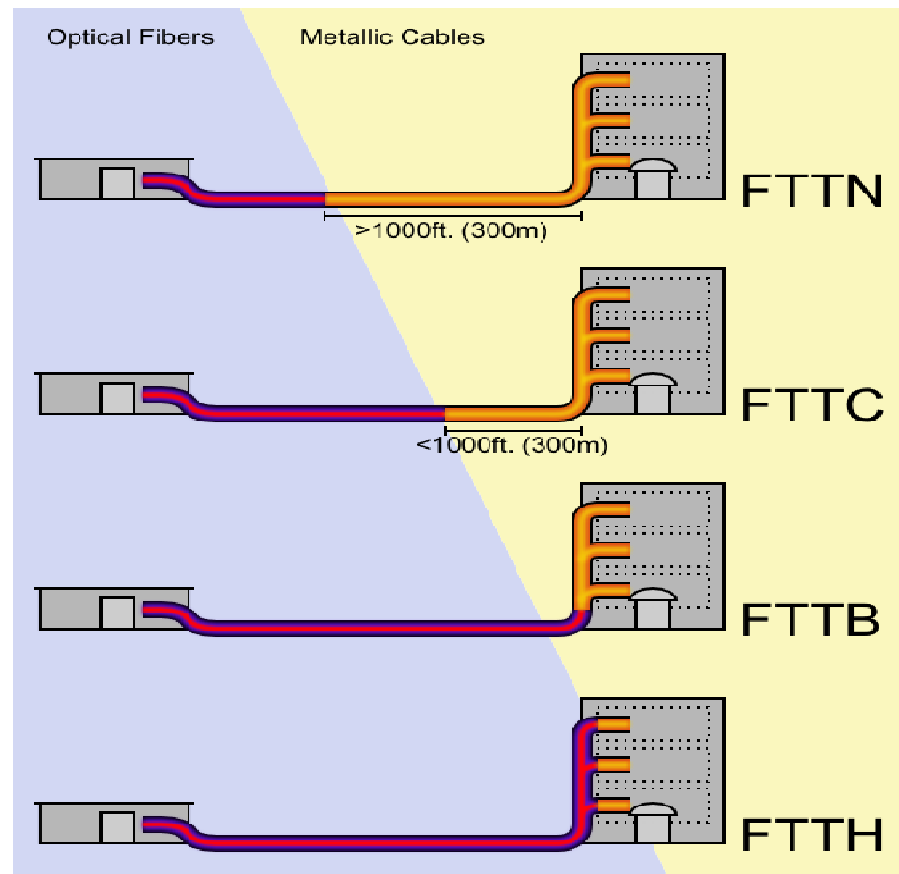 Optical Fibers
Metallic Cables
FTTN
>1000ft. (300m)
FTTC
<1000ft. (300m)
FTTB
FTTH